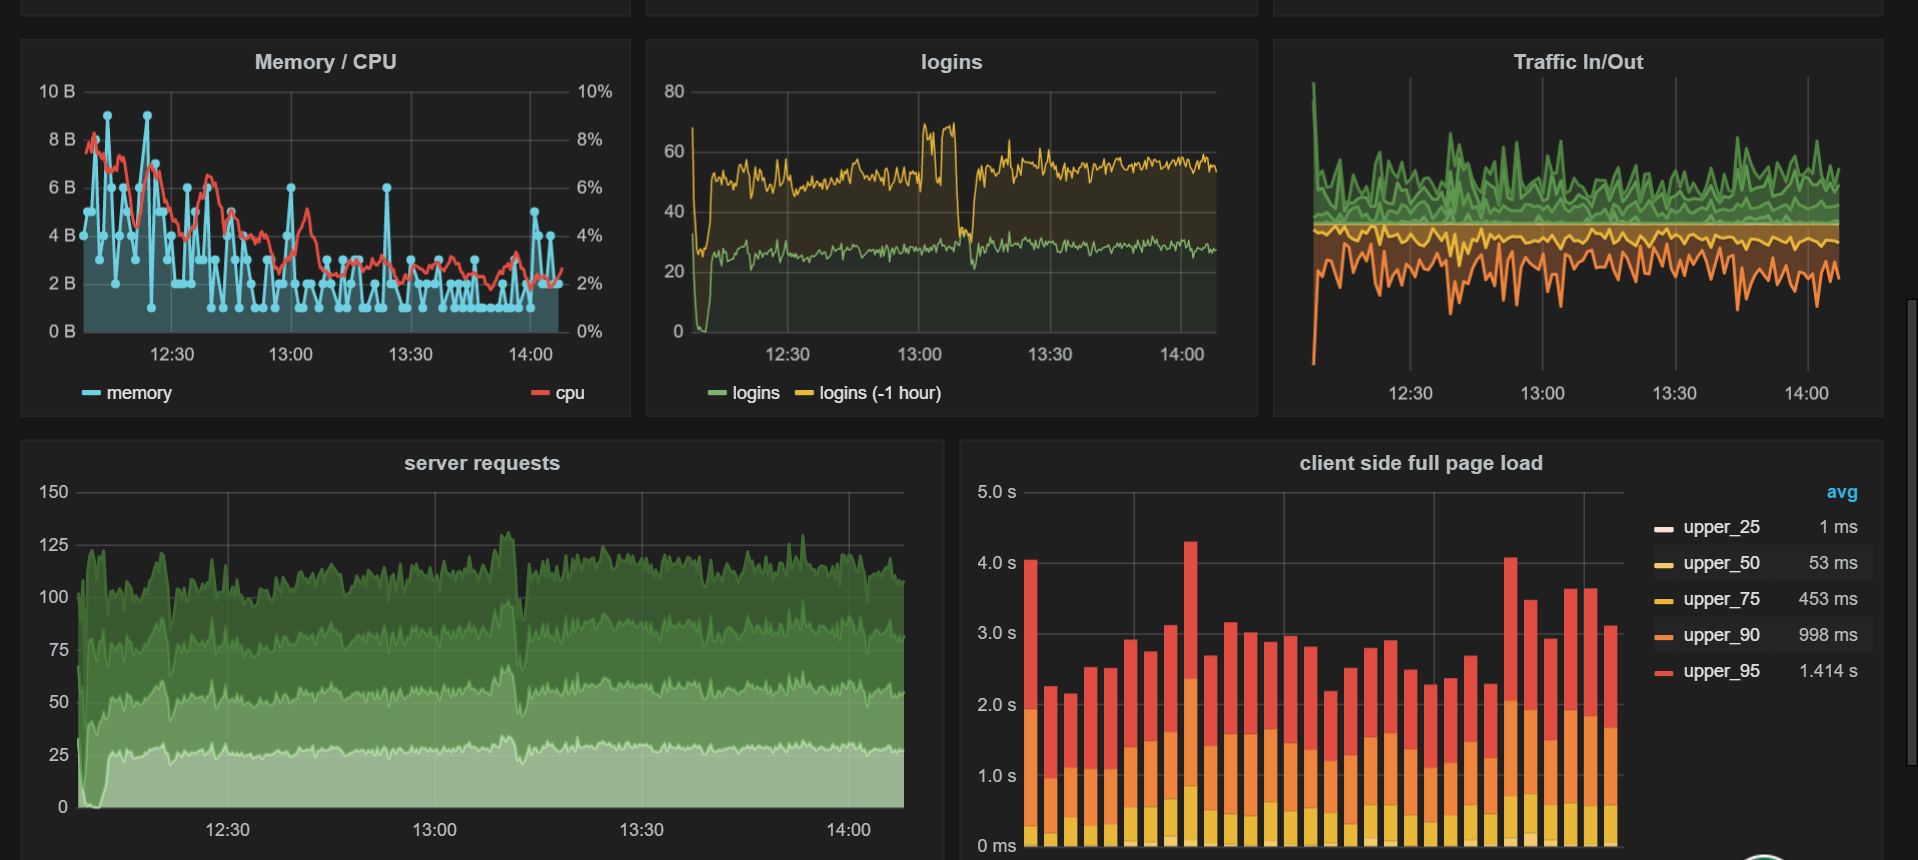 Memory / CPU
10 B
8 B
6 B
4 B
2 B
0 B
10%
8%
6%
4%
2%
0%
12:30 13:00 13:30 14:00
memory
cpu
logins
80
60
40
20
0
12:30 13:00 13:30 14:00
logins logins (-1 hour)
Traffic In/Out
12:30 13:00 13:30 14:00
server requests
150
125
100
75
50
25
0
12:30 13:00 13:30 14:00
client side full page load
5.0 s
4.0 s
3.0 s
2.0 s
1.0 s
0 ms
avg
upper_25 1 ms
upper_50 53 ms
upper_75 453 ms
upper_90 998 ms
upper_95 1.414 s